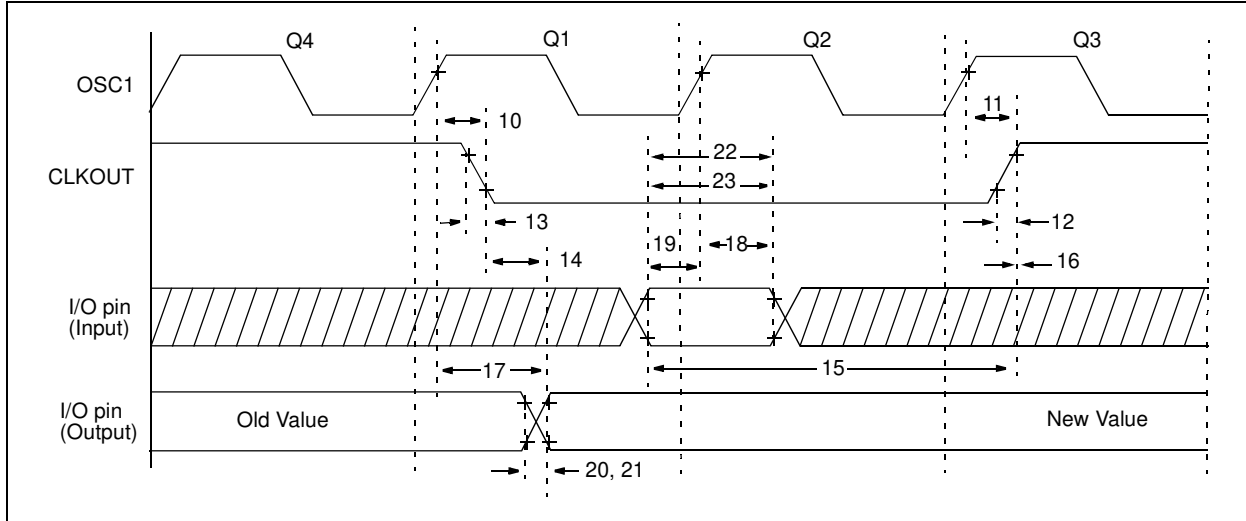 Q4 Q1 Q2 Q3
OSC1
10 11
22
CLKOUT
23
13 12
19 18
14 16
I/O pin
(Input)
17 15
I/O pin
(Output)
Old Value New Value
20, 21